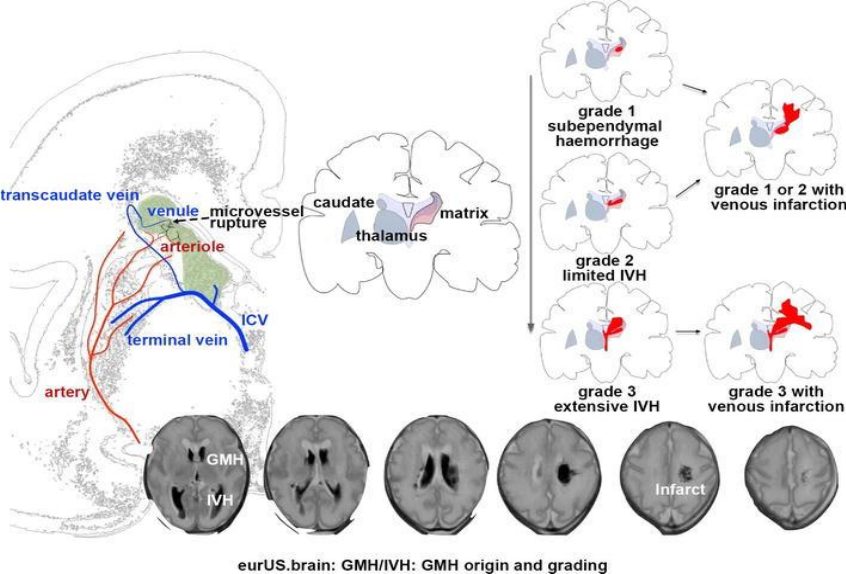 transcaudate vein
venule
microvessel
rupture
arteriole
ICV
terminal vein
artery
caudate
matrix
thalamus
grade 1
subependymal
haemorrhage
grade 1 or 2 with
venous infarction
grade 2
limited IVH
grade 3
extensive IVH
grade 3 with
venous infarction
GMH
IVH
Infarct
eurUS.brain: GMH/IVH: GMH origin and grading